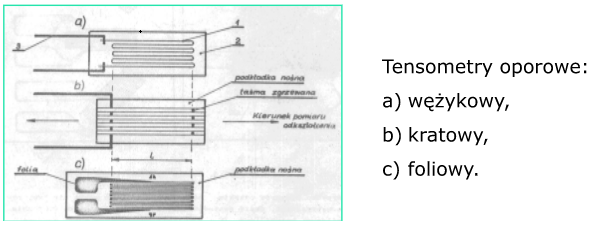 a)
1
2
3
b)
podkładka nośna
taśma zgrzewana
Kierunek pomiaru
odkształcenia
L
c)
folia
podkładka nośna
Tensometry oporowe:
a) wężykowy,
b) kratowy,
c) foliowy.